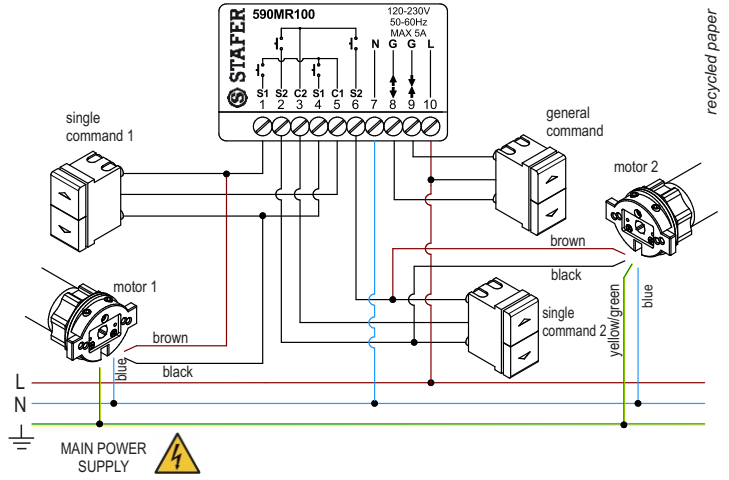 STAFER
590MR100
120-230V
50-60Hz
MAX 5A
N G G L
S1 S2 C2 S1 C1 S2
1 2 3 4 5 6 7 8 9 10
recycled paper
single
command 1
general
command
motor 2
brown
black
motor 1
single
command 2
yellow/green
blue
brown
black
blue
L
N
MAIN POWER
SUPPLY